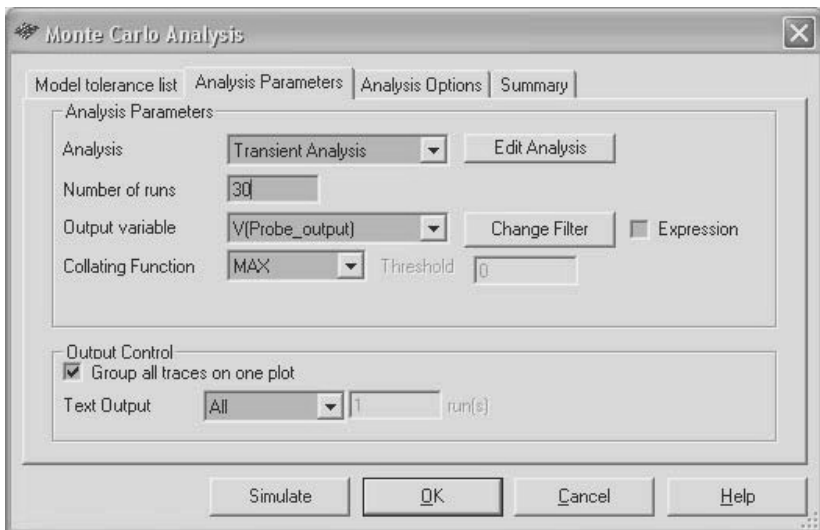 Monte Carlo Analysis
Model tolerance list Analysis Parameters Analysis Options Summary
Analysis Parameters
Analysis Transient Analysis Edit Analysis
Number of runs 30
Output variable V(Probe_output) Change Filter Expression
Collating Function MAX Threshold 0
Output Control
Group all traces on one plot
Text Output All 1 run(s)
Simulate OK Cancel Help